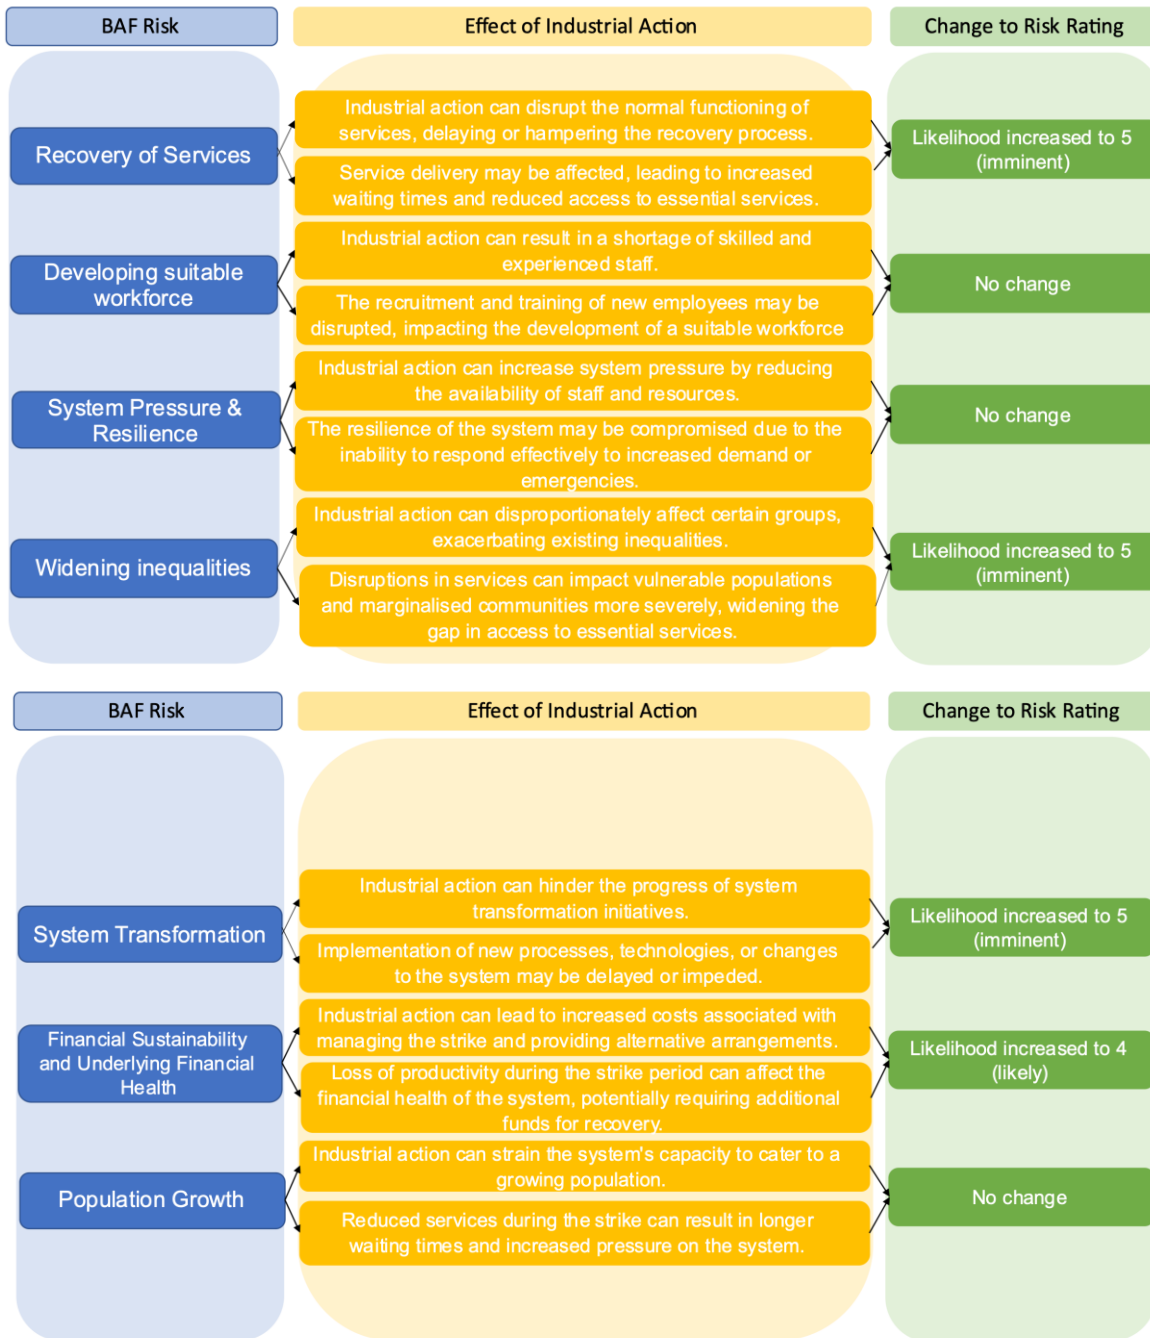 BAF Risk
Effect of Industrial Action
Change to Risk Rating
Recovery of Services
Industrial action can disrupt the normal functioning of
services, delaying or hampering the recovery process.
Service delivery may be affected, leading to increased
waiting times and reduced access to essential services.
Likelihood increased to 5
(imminent)
Developing suitable
workforce
Industrial action can result in a shortage of skilled and
experienced staff.
The recruitment and training of new employees may be
disrupted, impacting the development of a suitable workforce
No change
System Pressure &
Resilience
Industrial action can increase system pressure by reducing
the availability of staff and resources.
The resilience of the system may be compromised due to the
inability to respond effectively to increased demand or
emergencies.
No change
Widening inequalities
Industrial action can disproportionately affect certain groups,
exacerbating existing inequalities.
Disruptions in services can impact vulnerable populations
and marginalised communities more severely, widening the
gap in access to essential services.
Likelihood increased to 5
(imminent)
BAF Risk
Effect of Industrial Action
Change to Risk Rating
System Transformation
Industrial action can hinder the progress of system
transformation initiatives.
Implementation of new processes, technologies, or changes
to the system may be delayed or impeded.
Likelihood increased to 5
(imminent)
Financial Sustainability
and Underlying Financial
Health
Industrial action can lead to increased costs associated with
managing the strike and providing alternative arrangements.
Loss of productivity during the strike period can affect the
financial health of the system, potentially requiring additional
funds for recovery.
Likelihood increased to 4
(likely)
Population Growth
Industrial action can strain the system's capacity to cater to a
growing population.
Reduced services during the strike can result in longer
waiting times and increased pressure on the system.
No change